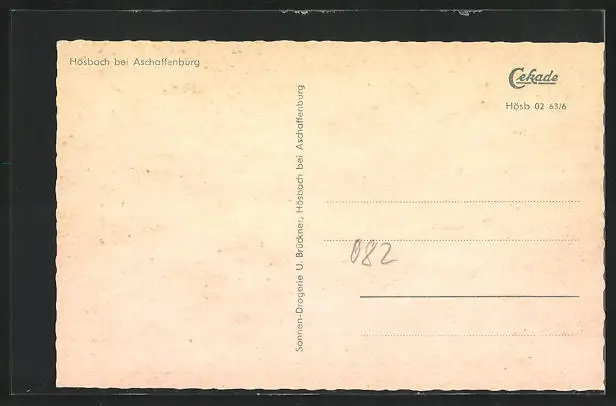 Hösbach bei Aschaffenburg
Cekade
Hösb 02 63/6
Sonnen-Drogerie U. Brückner, Hösbach bei Aschaffenburg
082